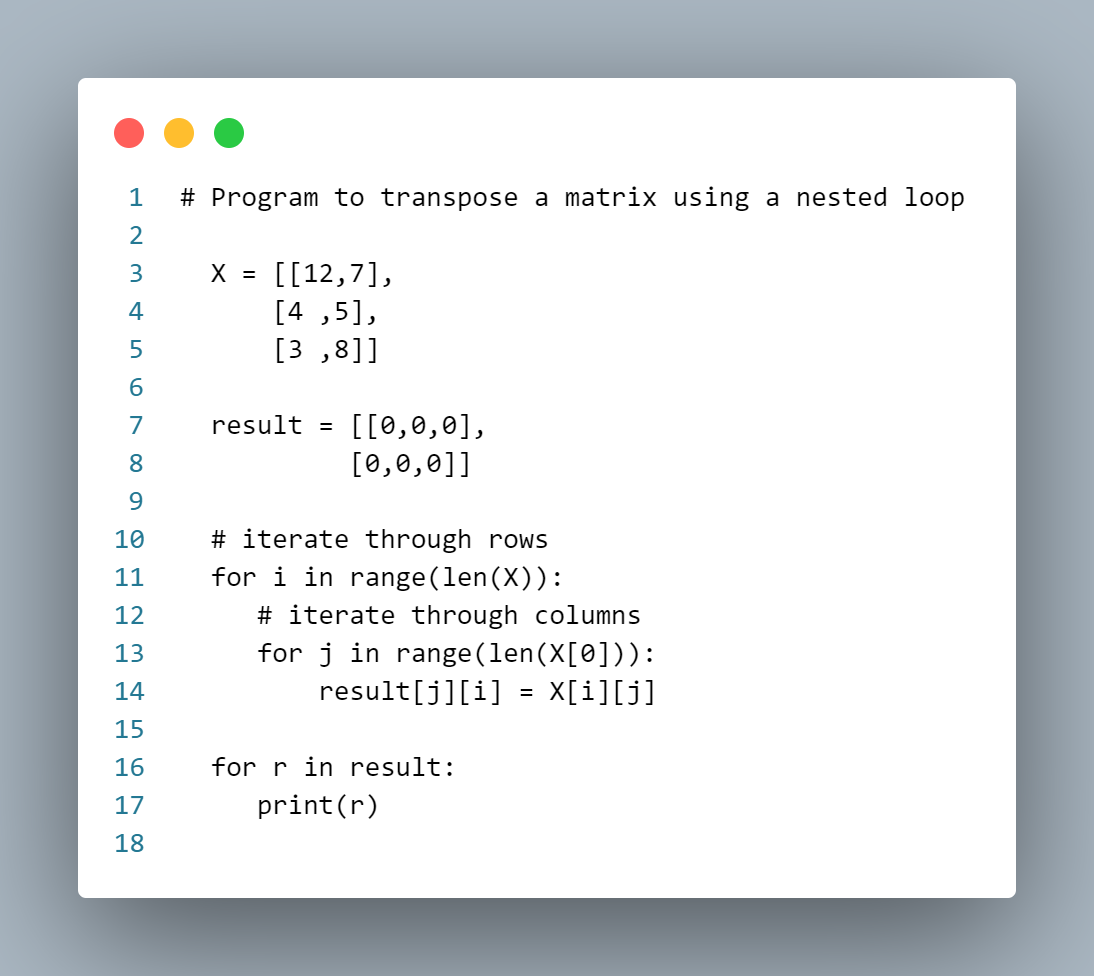 1 # Program to transpose a matrix using a nested loop
2
3   X = [[12,7],
4       [4 ,5],
5       [3 ,8]]
6
7   result = [[0,0,0],
8            [0,0,0]]
9
10   # iterate through rows
11   for i in range(len(X)):
12      # iterate through columns
13      for j in range(len(X[0])):
14          result[j][i] = X[i][j]
15
16   for r in result:
17      print(r)
18